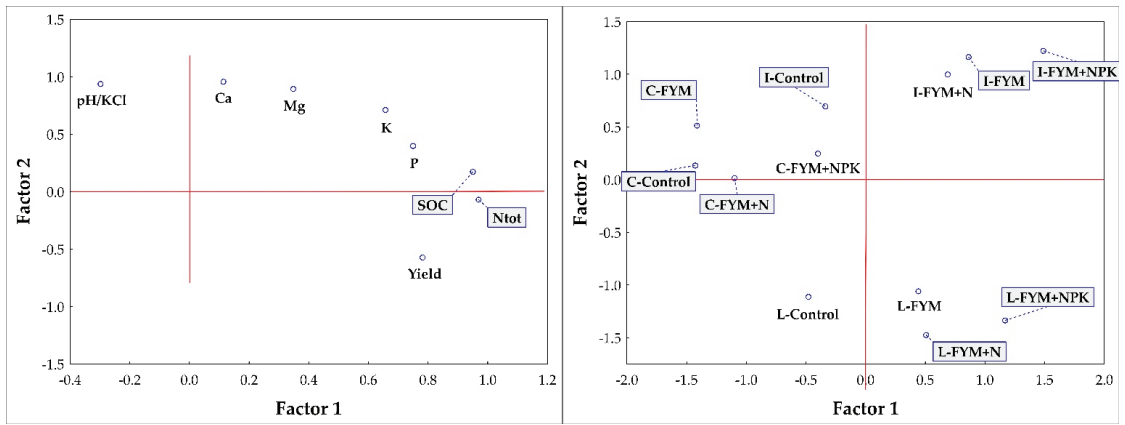 1.5
1.0
0.5
0.0
-0.5
-1.0
-1.5
Factor 2
-0.4
-0.2
0.0
0.2
0.4
0.6
0.8
1.0
1.2
Factor 1
pH/KCl
Ca
Mg
K
P
SOC
Ntot
Yield
1.5
1.0
0.5
0.0
-0.5
-1.0
-1.5
Factor 2
-2.0
-1.5
-1.0
-0.5
0.0
0.5
1.0
1.5
2.0
Factor 1
I-FYM+NPK
I-FYM
I-FYM+N
I-Control
C-FYM
C-FYM+NPK
C-Control
C-FYM+N
L-FYM+NPK
L-FYM
L-Control
L-FYM+N